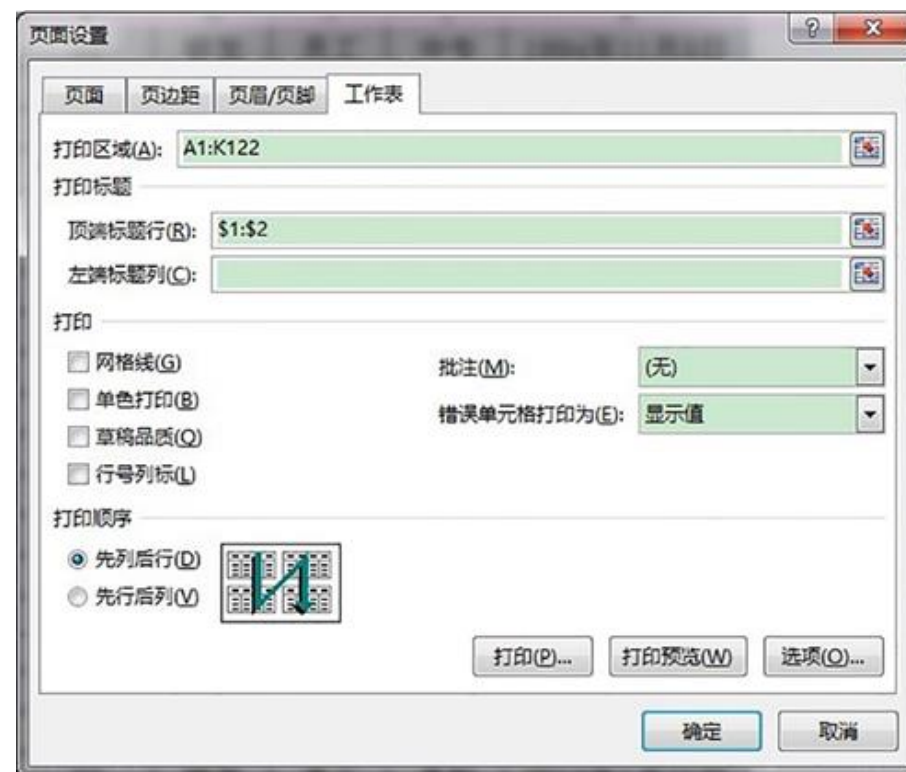 页面设置
页面 页边距 页眉/页脚 工作表
打印区域(A): A1:K122
打印标题
顶端标题行(R): $1:$2
左端标题列(C):
打印
网格线(G)
批注(M): (无)
单色打印(B)
错误单元格打印为(E): 显示值
草稿品质(Q)
行号列标(L)
打印顺序
先列后行(D)
先行后列(V)
打印(P)... 打印预览(W) 选项(O)...
确定 取消